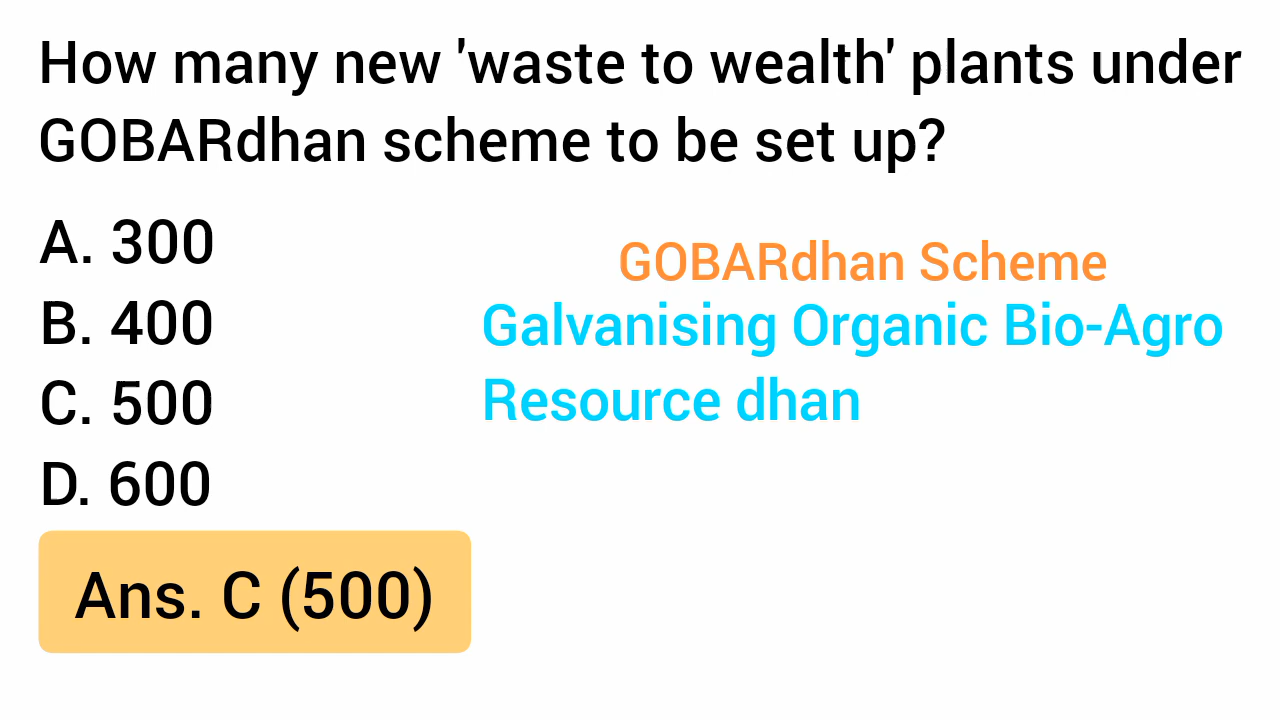 How many new 'waste to wealth' plants under
GOBARdhan scheme to be set up?
A. 300
B. 400
C. 500
D. 600
GOBARdhan Scheme
Galvanising Organic Bio-Agro
Resource dhan
Ans. C (500)